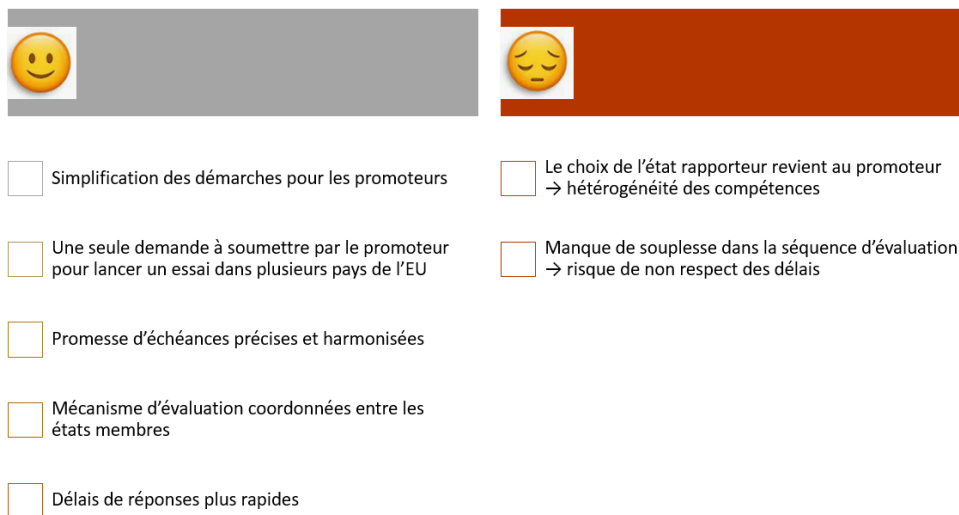 Simplification des démarches pour les promoteurs
Une seule demande à soumettre par le promoteur
pour lancer un essai dans plusieurs pays de l’EU
Promesse d’échéances précises et harmonisées
Mécanisme d’évaluation coordonnées entre les
états membres
Délais de réponses plus rapides
Le choix de l’état rapporteur revient au promoteur
→ hétérogénéité des compétences
Manque de souplesse dans la séquence d’évaluation
→ risque de non respect des délais